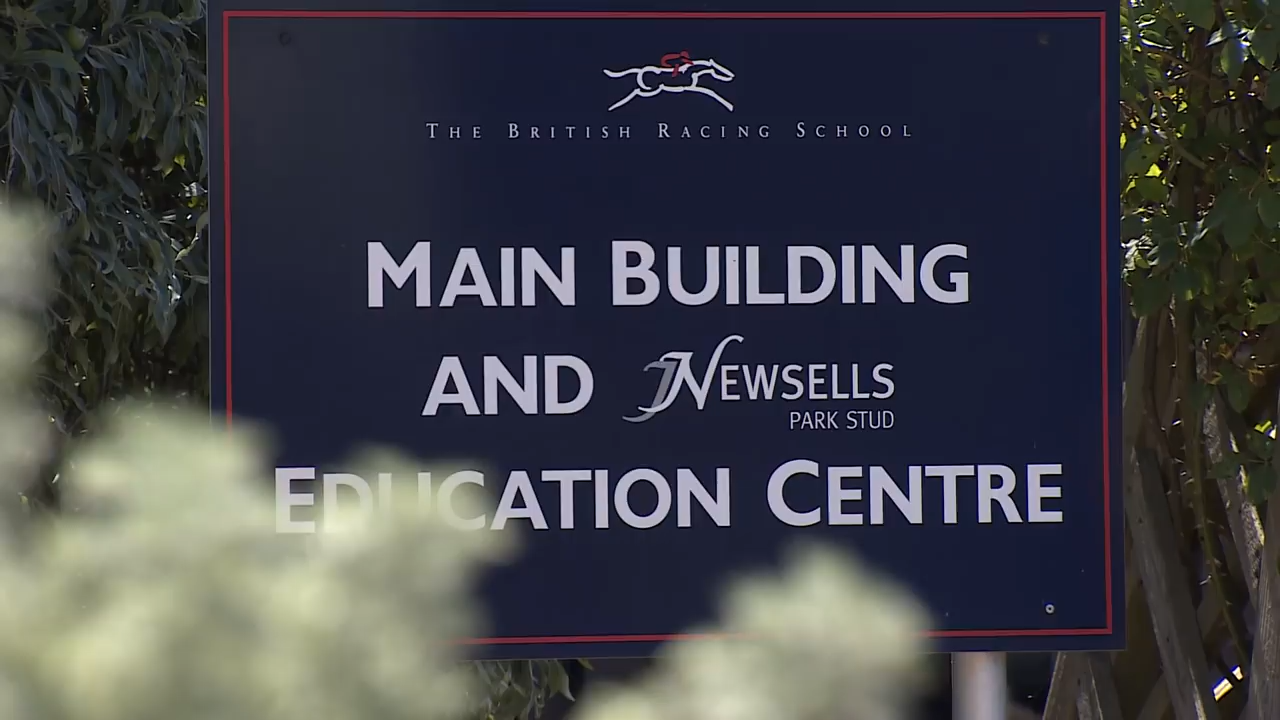 The British Racing School
Main Building
and Newsells
PARK STUD
Education Centre